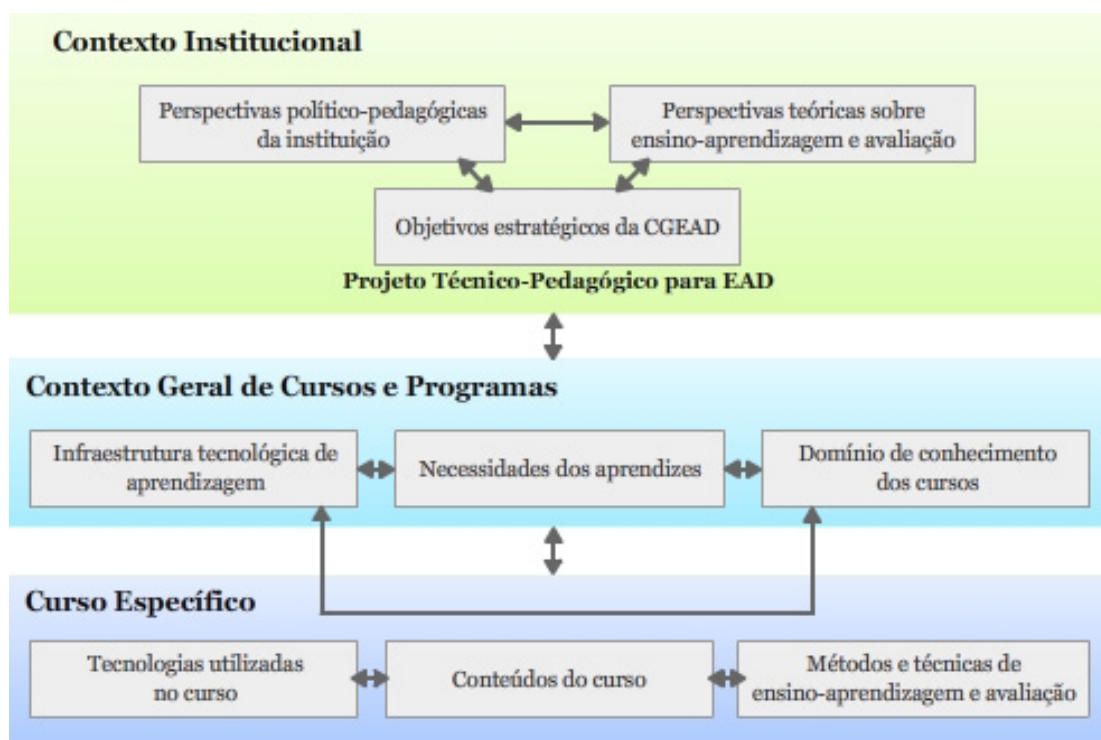 Contexto Institucional
Perspectivas político-pedagógicas
da instituição
Perspectivas teóricas sobre
ensino-aprendizagem e avaliação
Objetivos estratégicos da CGEAD
Projeto Técnico-Pedagógico para EAD
Contexto Geral de Cursos e Programas
Infraestrutura tecnológica de
aprendizagem
Necessidades dos aprendizes
Domínio de conhecimento
dos cursos
Curso Específico
Tecnologias utilizadas
no curso
Conteúdos do curso
Métodos e técnicas de
ensino-aprendizagem e avaliação